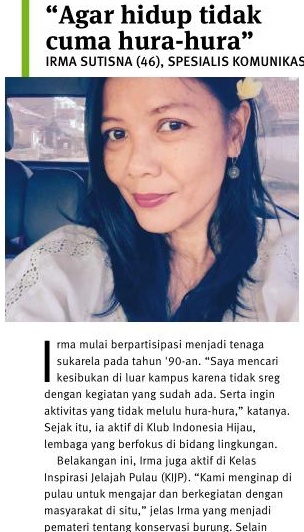 “Agar hidup tidak
cuma hura-hura”
IRMA SUTISNA (46), SPESIALIS KOMUNIKAS
Irma mulai berpartisipasi menjadi tenaga
sukarela pada tahun '90-an. “Saya mencari
kesibukan di luar kampus karena tidak sreg
dengan kegiatan yang sudah ada. Serta ingin
aktivitas yang tidak melulu hura-hura,” katanya.
Sejak itu, ia aktif di Klub Indonesia Hijau,
lembaga yang berfokus di bidang lingkungan.
Belakangan ini, Irma juga aktif di Kelas
Inspirasi Jelajah Pulau (KIJP). “Kami menginap di
pulau untuk mengajar dan berkegiatan dengan
masyarakat di situ,” jelas Irma yang menjadi
pemateri tentang konservasi burung. Selain